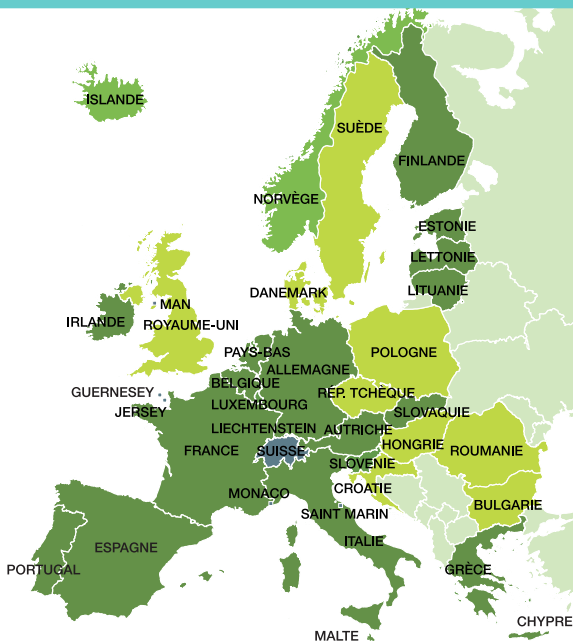 ISLANDE
SUÈDE
FINLANDE
NORVÈGE
ESTONIE
LETTONIE
LITUANIE
DANEMARK
MAN
IRLANDE
ROYAUME-UNI
PAYS-BAS
POLOGNE
ALLEMAGNE
BELGIQUE
RÉP. TCHÈQUE
GUERNESEY
LUXEMBOURG
JERSEY
SLOVAQUIE
LIECHTENSTEIN
AUTRICHE
FRANCE
SUISSE
HONGRIE
ROUMANIE
SLOVENIE
CROATIE
MONACO
BULGARIE
SAINT MARIN
ITALIE
ESPAGNE
PORTUGAL
GRÈCE
CHYPRE
MALTE